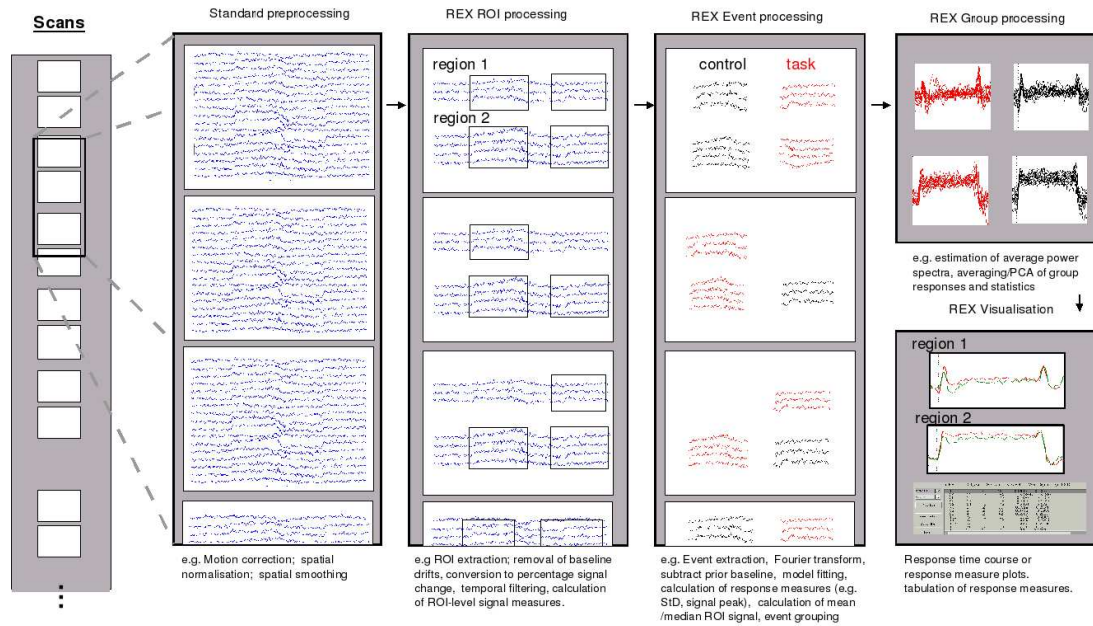 Scans
Standard preprocessing
e.g. Motion correction; spatial
normalisation; spatial smoothing
REX ROI processing
region 1
region 2
e.g ROI extraction; removal of baseline
drifts, conversion to percentage signal
change, temporal filtering, calculation
of ROI-level signal measures.
REX Event processing
control task
e.g. Event extraction, Fourier transform,
subtract prior baseline, model fitting,
calculation of response measures (e.g.
StD, signal peak), calculation of mean
/median ROI signal, event grouping
REX Group processing
e.g. estimation of average power
spectra, averaging/PCA of group
responses and statistics
REX Visualisation
region 1
region 2
Response time course or
response measure plots.
tabulation of response measures.